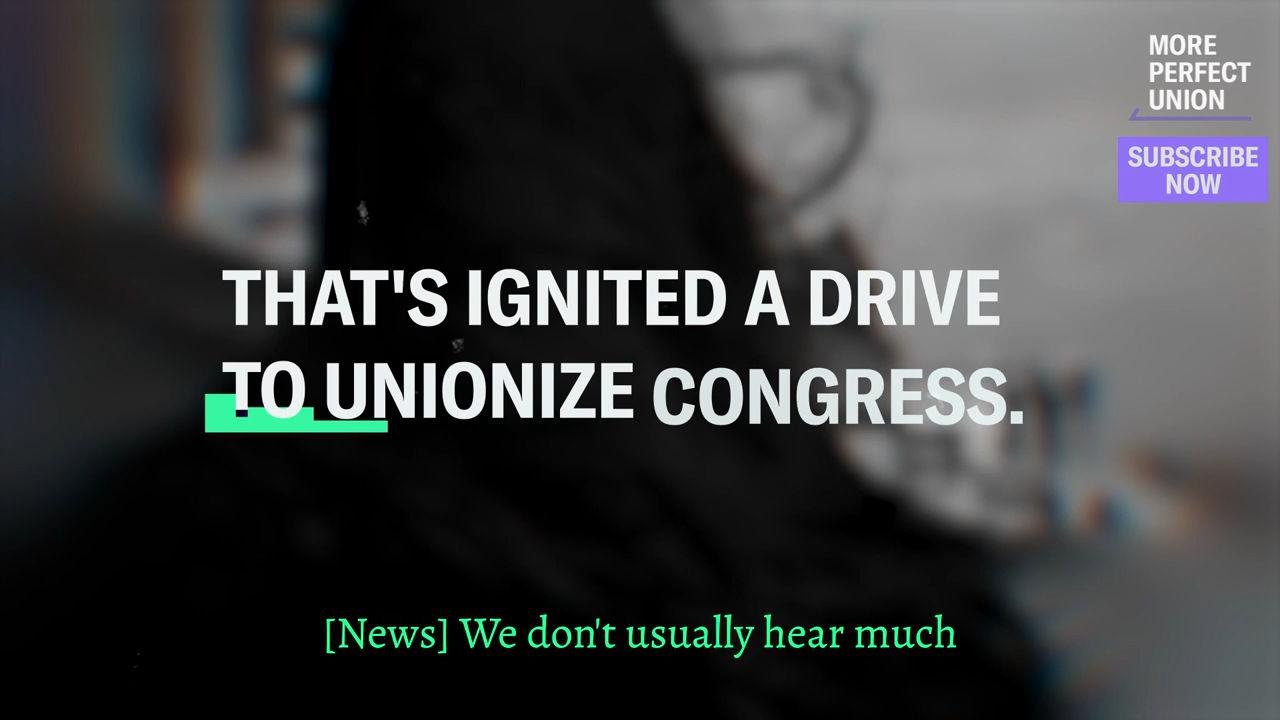 MORE
PERFECT
UNION
SUBSCRIBE
NOW
THAT'S IGNITED A DRIVE
TO UNIONIZE CONGRESS.
[News] We don't usually hear much